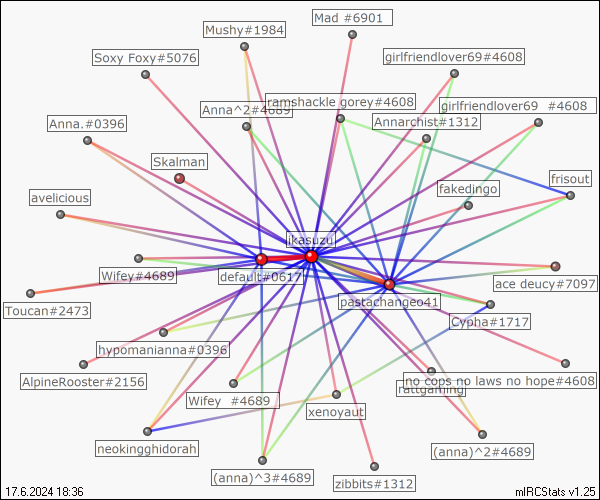 Mad #6901
Mushy#1984
Soxy Foxy#5076
girlfriendlover69#4608
ramshackle gorey#4608
Anna^2#4689
girlfriendlover69 #4608
Anna.#0396
Annarchist#1312
Skalman
frisout
fakedingo
avelicious
ikasuzu
Wifey#4689
default#0617
ace deucy#7097
pastachange041
Toucan#2473
Cypha#1717
hypomanianna#0396
AlpineRooster#2156
no cops no laws no hope#4608
rattgaming
Wifey #4689
xenoyaut
neokingghidorah
(anna)^2#4689
(anna)^3#4689
zibbits#1312
17.6.2024 18:36
mIRCStats v1.25